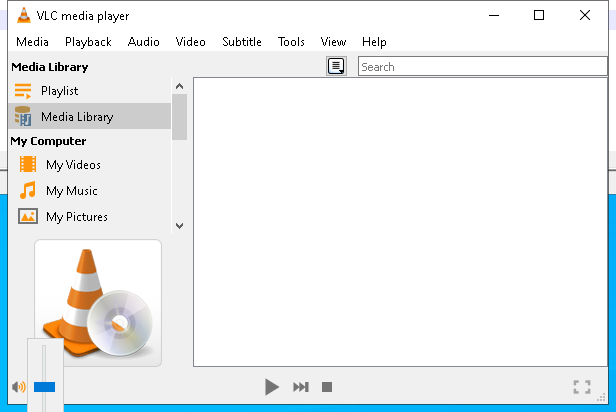 VLC media player
Media Playback Audio Video Subtitle Tools View Help
Media Library
Search
Playlist
Media Library
My Computer
My Videos
My Music
My Pictures